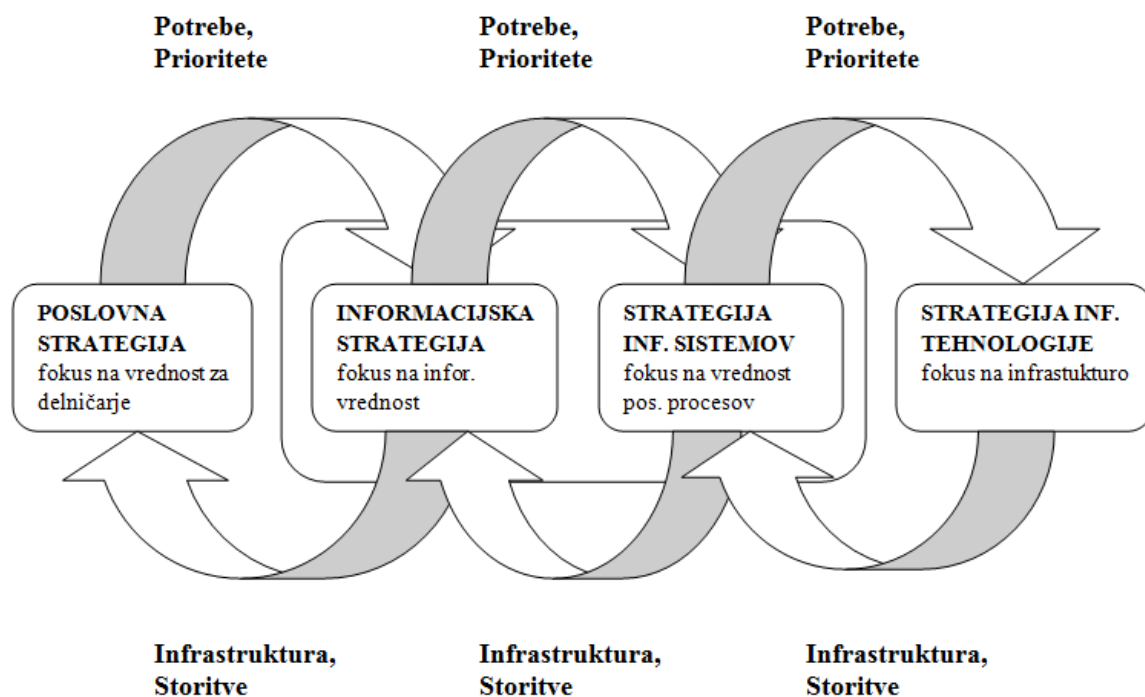 Potrebe,
Prioritete
Potrebe,
Prioritete
Potrebe,
Prioritete
POSLOVNA
STRATEGIJA
fokus na vrednost za
delničarje
INFORMACIJSKA
STRATEGIJA
fokus na infor.
vrednost
STRATEGIJA
INF. SISTEMOV
fokus na vrednost
pos. procesov
STRATEGIJA INF.
TEHNOLOGIJE
fokus na infrastukturo
Infrastruktura,
Storitve
Infrastruktura,
Storitve
Infrastruktura,
Storitve